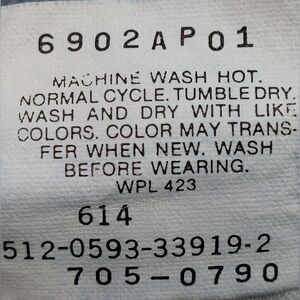 6902AP01
MACHINE WASH HOT.
NORMAL CYCLE. TUMBLE DRY.
WASH AND DRY WITH LIKE
COLORS. COLOR MAY TRANS-
FER WHEN NEW. WASH
BEFORE WEARING.
WPL 423
614
512-0593-33919-2
705-0790